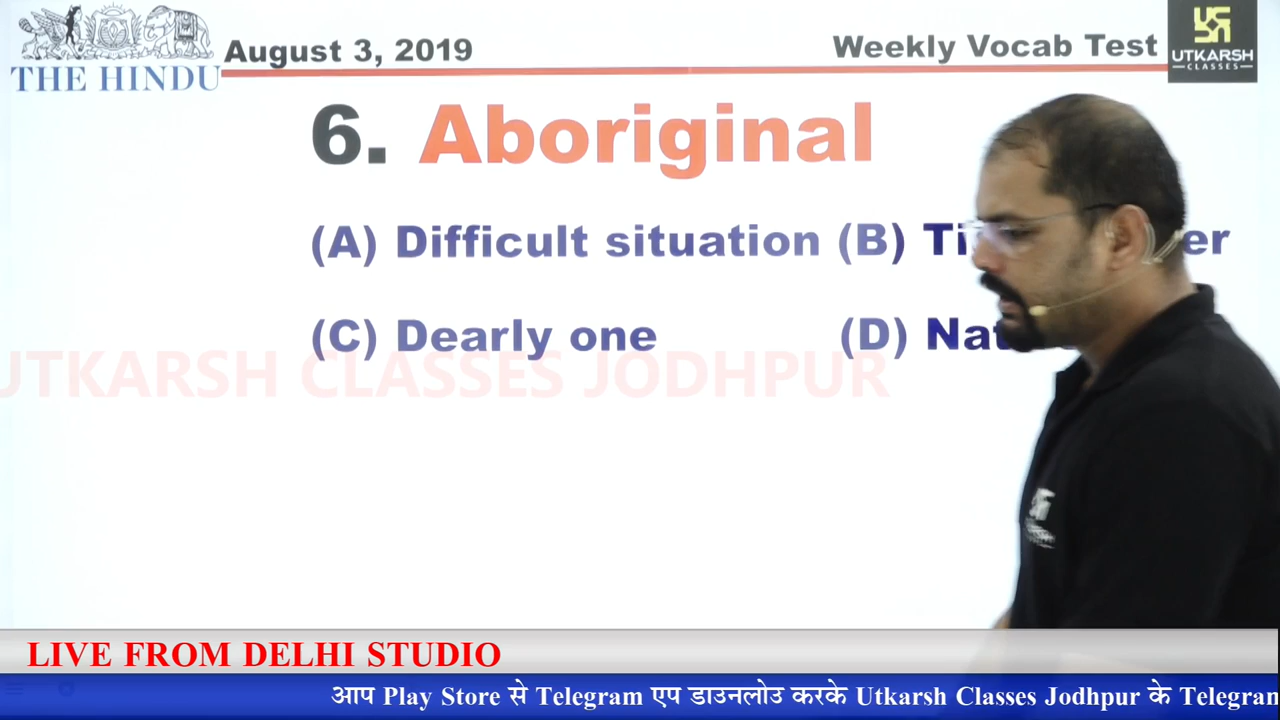 THE HINDU
August 3, 2019
Weekly Vocab Test
UTKARSH
CLASSES
6. Aboriginal
(A) Difficult situation (B)
(C) Dearly one (D)
UTKARSH CLASSES JODHPUR
LIVE FROM DELHI STUDIO
आप Play Store से Telegram एप डाउनलोउ करके Utkarsh Classes Jodhpur के Telegram